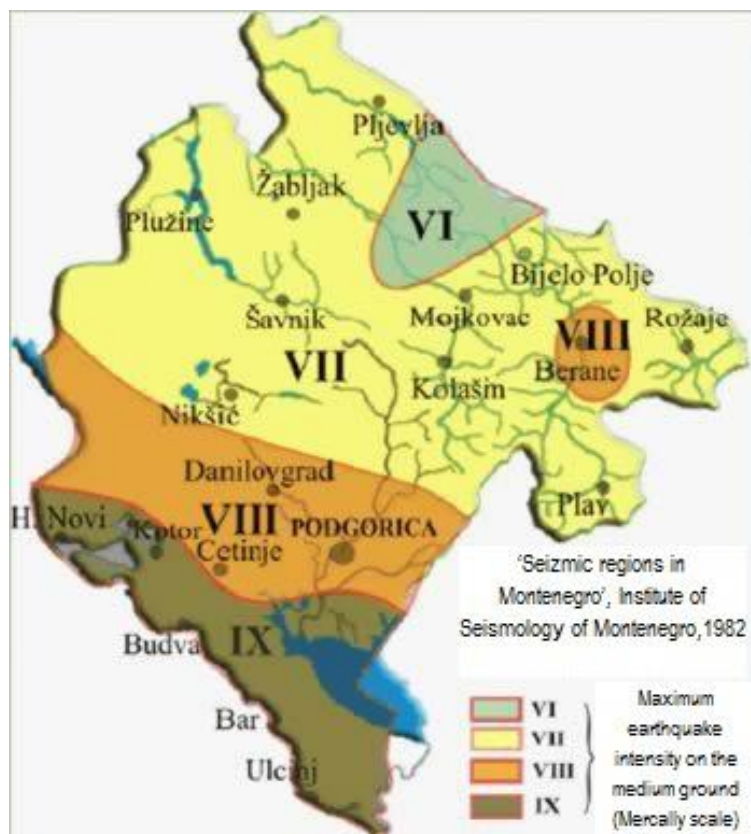 Pljevlja
Žabljak
Plužine
VI
Bijelo Polje
Šavnik
Mojkovac
VIII
Rožaje
VII
Berane
Kolašin
Nikšić
Danilovgrad
Plav
H. Novi
VIII
PODGORICA
Kotor
Cetinje
'Seizmic regions in
Montenegro', Institute of
Seismology of Montenegro,1982
Budva
IX
Bar
Ulcinj
VI
VII
VIII
IX
Maximum
earthquake
intensity on the
medium ground
(Mercally scale)